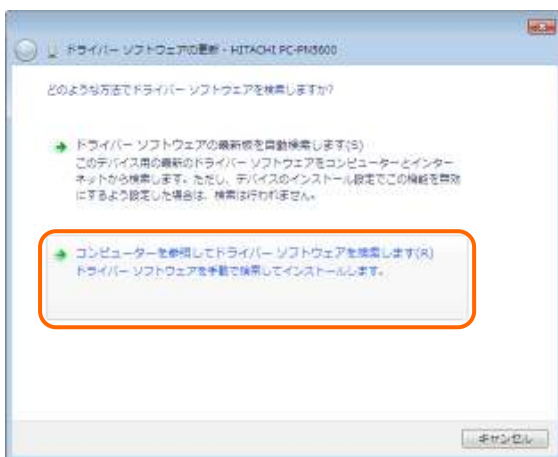 ドライバー ソフトウェアの更新 - HITACHI PC-PN3600
どのような方法でドライバー ソフトウェアを検索しますか?
ドライバー ソフトウェアの最新版を自動検索します(S)
このデバイス用の最新のドライバー ソフトウェアをコンピューターとインター
ネットから検索します。ただし、デバイスのインストール設定でこの機能を無効
にするよう設定した場合は、検索は行われません。
コンピューターを参照してドライバー ソフトウェアを検索します(R)
ドライバー ソフトウェアを手動で検索してインストールします。
キャンセル